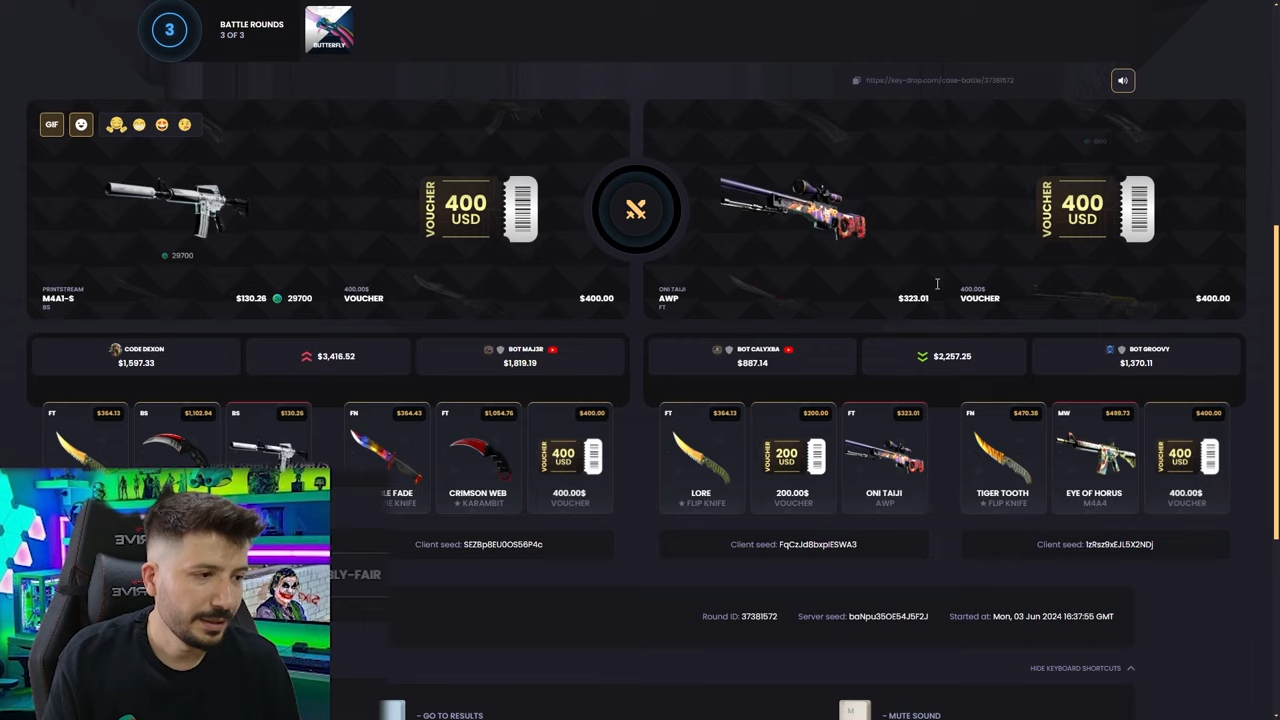 3
BATTLE ROUNDS
3 OF 3
BUTTERFLY
https://key-drop.com/case-battle/37381572
GIF
VOUCHER
400
USD
29700
VOUCHER
400
USD
PRINTSTREAM
M4A1-S
BS
$130.26
29700
400.00$
VOUCHER
$400.00
ONI TAIJI
AWP
FT
$323.01
400.00$
VOUCHER
$400.00
CODE DEXON
$1,597.33
$3,416.52
BOT MAJ3R
$1,819.19
BOT CALYXBA
$887.14
$2,257.25
BOT GROOVY
$1,370.11
FT $364.13
BS $1,102.94
BS $130.26
FN $364.43
LE FADE
IE KNIFE
FT $1,054.76
CRIMSON WEB
★ KARAMBIT
$400.00
VOUCHER
400
USD
400.00$
VOUCHER
FT $364.13
LORE
★ FLIP KNIFE
$200.00
VOUCHER
200
USD
200.00$
VOUCHER
FT $323.01
ONI TAIJI
AWP
FN $470.38
TIGER TOOTH
★ FLIP KNIFE
MW $499.73
EYE OF HORUS
M4A4
$400.00
VOUCHER
400
USD
400.00$
VOUCHER
Client seed: SEZBp8EU0OS56P4c
Client seed: FqCzJd8bxpIESWA3
Client seed: 1zRsz9xEJL5X2NDj
BLY-FAIR
Round ID: 37381572
Server seed: baNpu35OE54J5F2J
Started at: Mon, 03 Jun 2024 16:37:55 GMT
HIDE KEYBOARD SHORTCUTS
- GO TO RESULTS
M
- MUTE SOUND